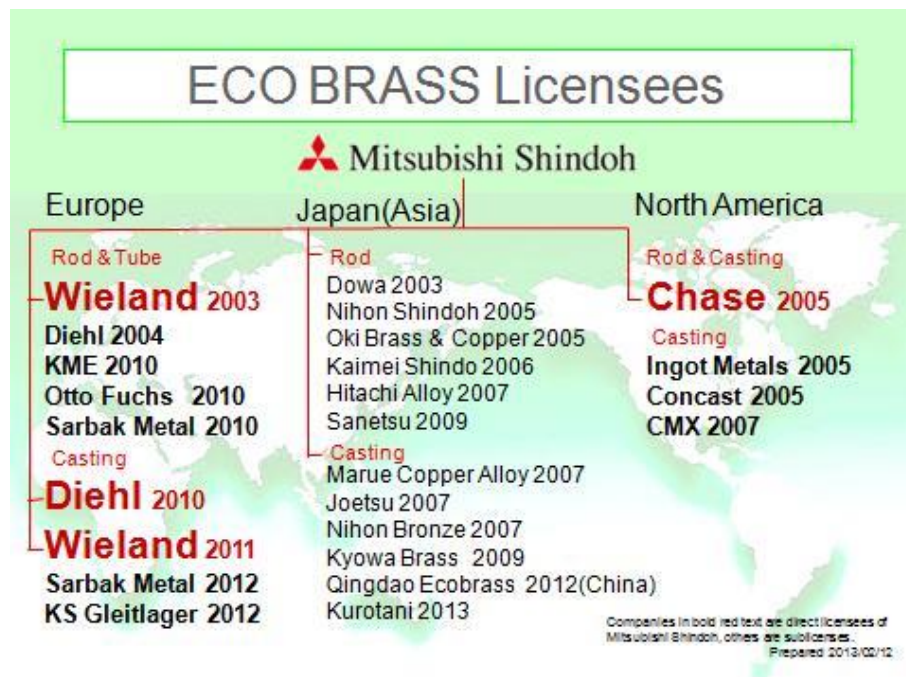 ECO BRASS Licensees
Mitsubishi Shindoh
Europe
Rod & Tube
Wieland 2003
Diehl 2004
KME 2010
Otto Fuchs 2010
Sarbak Metal 2010
Casting
Diehl 2010
Wieland 2011
Sarbak Metal 2012
KS Gleitlager 2012
Japan(Asia)
Rod
Dowa 2003
Nihon Shindoh 2005
Oki Brass & Copper 2005
Kaimei Shindo 2006
Hitachi Alloy 2007
Sanetsu 2009
Casting
Marue Copper Alloy 2007
Joetsu 2007
Nihon Bronze 2007
Kyowa Brass 2009
Qingdao Ecobrass 2012(China)
Kurotani 2013
North America
Rod & Casting
Chase 2005
Casting
Ingot Metals 2005
Concast 2005
CMX 2007
Companies in bold red text are direct licensees of
Mitsubishi Shindoh, others are sublicenses.
Prepared 2013/02/12